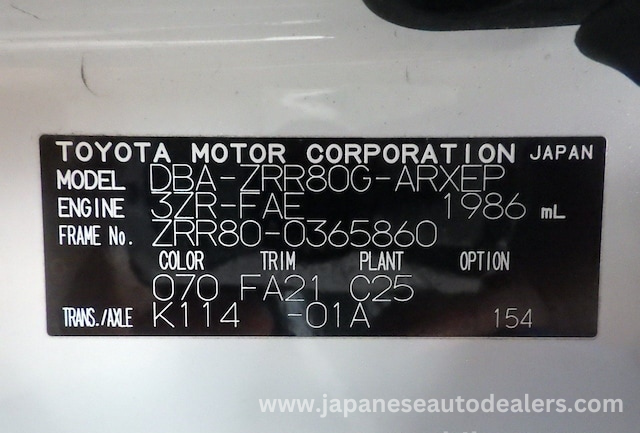 TOYOTA MOTOR CORPORATION JAPAN
MODEL DBA-ZRR80G-ARXEP
ENGINE 3ZR-FAE 1986 mL
FRAME No. ZRR80-0365860
COLOR TRIM PLANT OPTION
070 FA21 C25
TRANS./AXLE K114 -01A 154
www.japaneseautodealers.com